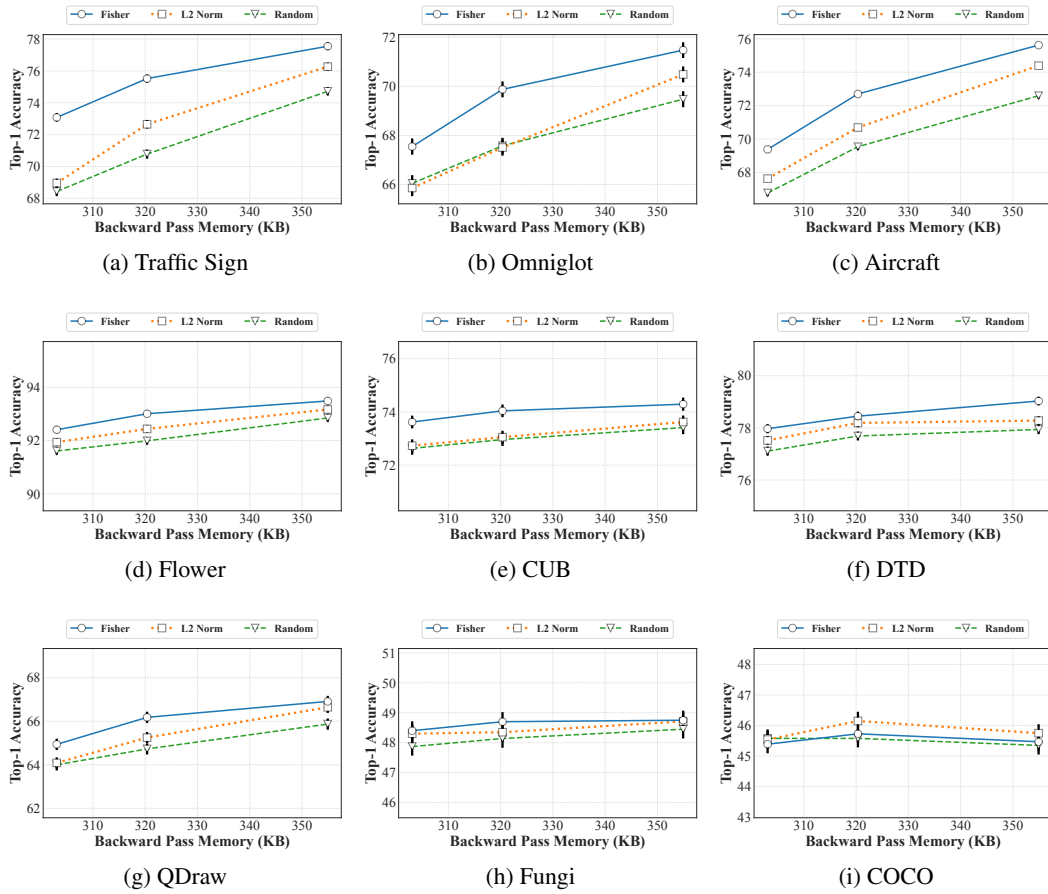 Fisher L2 Norm Random Fisher L2 Norm Random Fisher L2 Norm Random
78
76
74
72
70
68
Top-1 Accuracy
310 320 330 340 350
Backward Pass Memory (KB)
(a) Traffic Sign
72
70
68
66
Top-1 Accuracy
310 320 330 340 350
Backward Pass Memory (KB)
(b) Omniglot
76
74
72
70
68
Top-1 Accuracy
310 320 330 340 350
Backward Pass Memory (KB)
(c) Aircraft
Fisher L2 Norm Random Fisher L2 Norm Random Fisher L2 Norm Random
94
92
90
Top-1 Accuracy
310 320 330 340 350
Backward Pass Memory (KB)
(d) Flower
76
74
72
Top-1 Accuracy
310 320 330 340 350
Backward Pass Memory (KB)
(e) CUB
80
78
76
Top-1 Accuracy
310 320 330 340 350
Backward Pass Memory (KB)
(f) DTD
Fisher L2 Norm Random Fisher L2 Norm Random Fisher L2 Norm Random
68
66
64
62
Top-1 Accuracy
310 320 330 340 350
Backward Pass Memory (KB)
(g) QDraw
51
50
49
48
47
46
Top-1 Accuracy
310 320 330 340 350
Backward Pass Memory (KB)
(h) Fungi
48
47
46
45
44
43
Top-1 Accuracy
310 320 330 340 350
Backward Pass Memory (KB)
(i) COCO